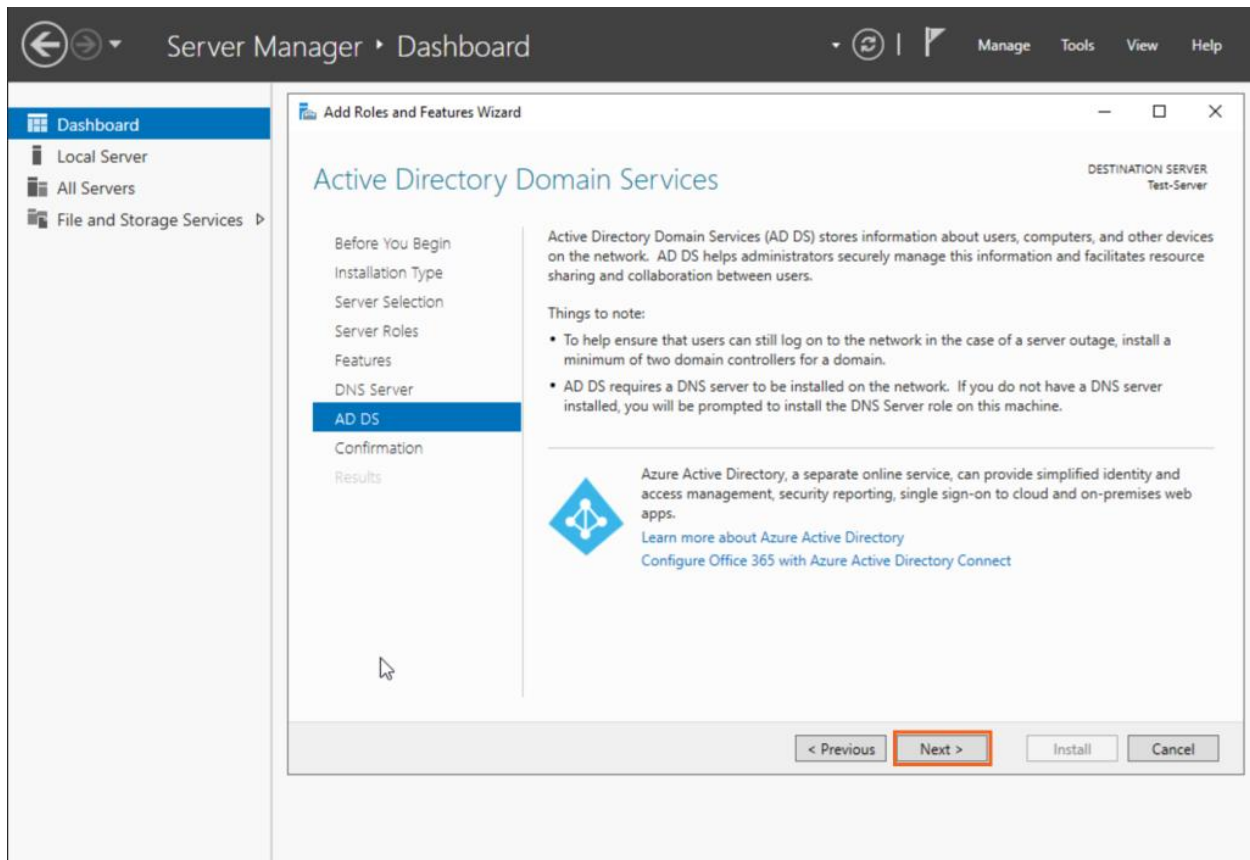 Server Manager ‣ Dashboard
Manage
Tools
View
Help
Dashboard
Local Server
All Servers
File and Storage Services
Add Roles and Features Wizard
Active Directory Domain Services
DESTINATION SERVER
Test-Server
Before You Begin
Installation Type
Server Selection
Server Roles
Features
DNS Server
AD DS
Confirmation
Results
Active Directory Domain Services (AD DS) stores information about users, computers, and other devices
on the network. AD DS helps administrators securely manage this information and facilitates resource
sharing and collaboration between users.
Things to note:
• To help ensure that users can still log on to the network in the case of a server outage, install a
minimum of two domain controllers for a domain.
• AD DS requires a DNS server to be installed on the network. If you do not have a DNS server
installed, you will be prompted to install the DNS Server role on this machine.
Azure Active Directory, a separate online service, can provide simplified identity and
access management, security reporting, single sign-on to cloud and on-premises web
apps.
Learn more about Azure Active Directory
Configure Office 365 with Azure Active Directory Connect
< Previous
Next >
Install
Cancel